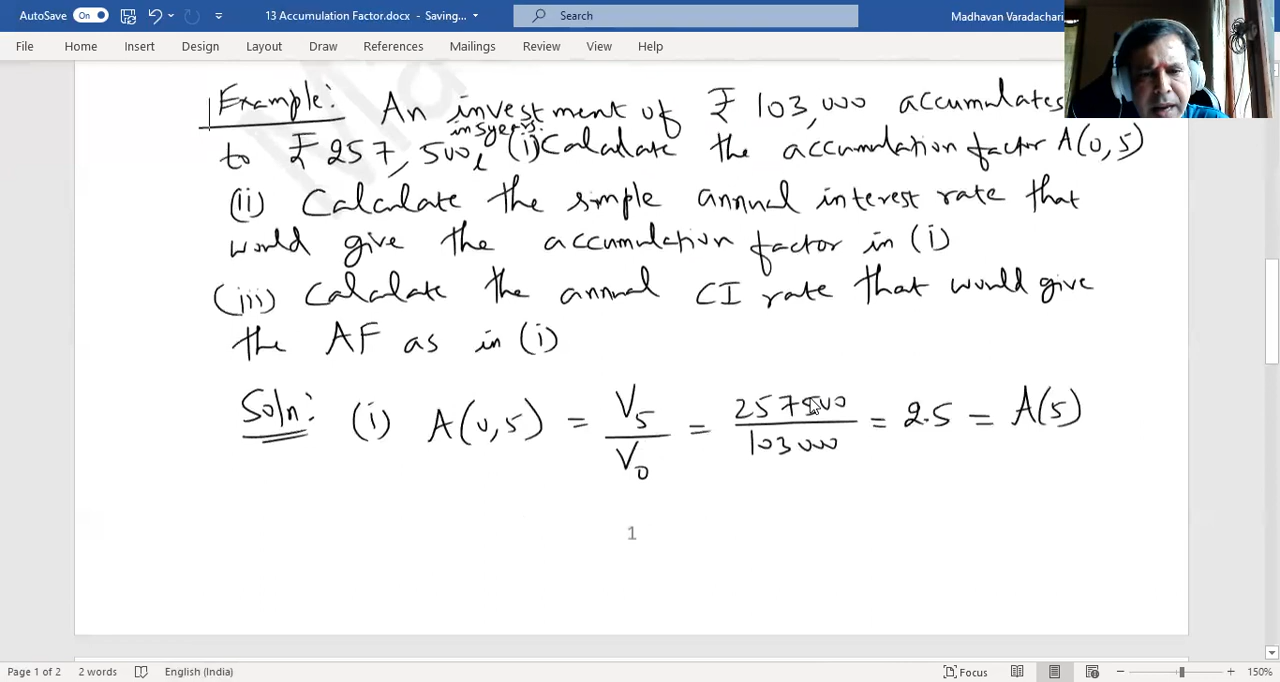 AutoSave On 13 Accumulation Factor.docx - Saving... Search Madhavan Varadachari
File Home Insert Design Layout Draw References Mailings Review View Help
Example: An investment of ₹ 103,000 accumulates
in 5 years.
to ₹ 257,500, (i) Calculate the accumulation factor A(0,5)
(ii) Calculate the simple annual interest rate that
would give the accumulation factor in (i)
(iii) Calculate the annual CI rate that would give
the AF as in (i)
Soln: (i) A(0,5) = V5/V0 = 257500/103000 = 2.5 = A(5)
1
Page 1 of 2 2 words English (India) Focus 150%